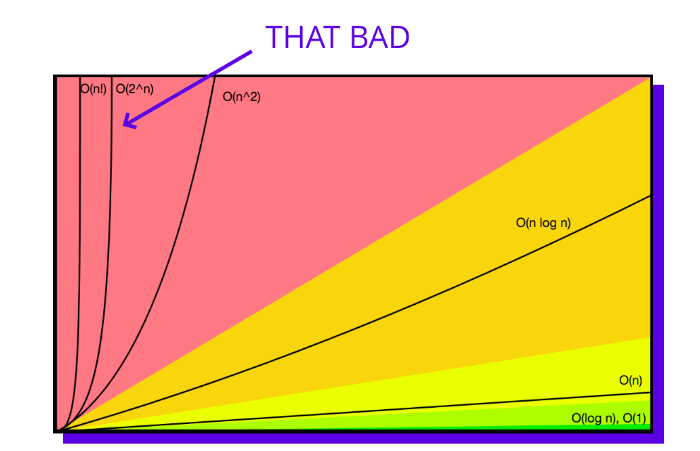 THAT BAD
O(n!) O(2^n)
O(n^2)
O(n log n)
O(n)
O(log n), O(1)